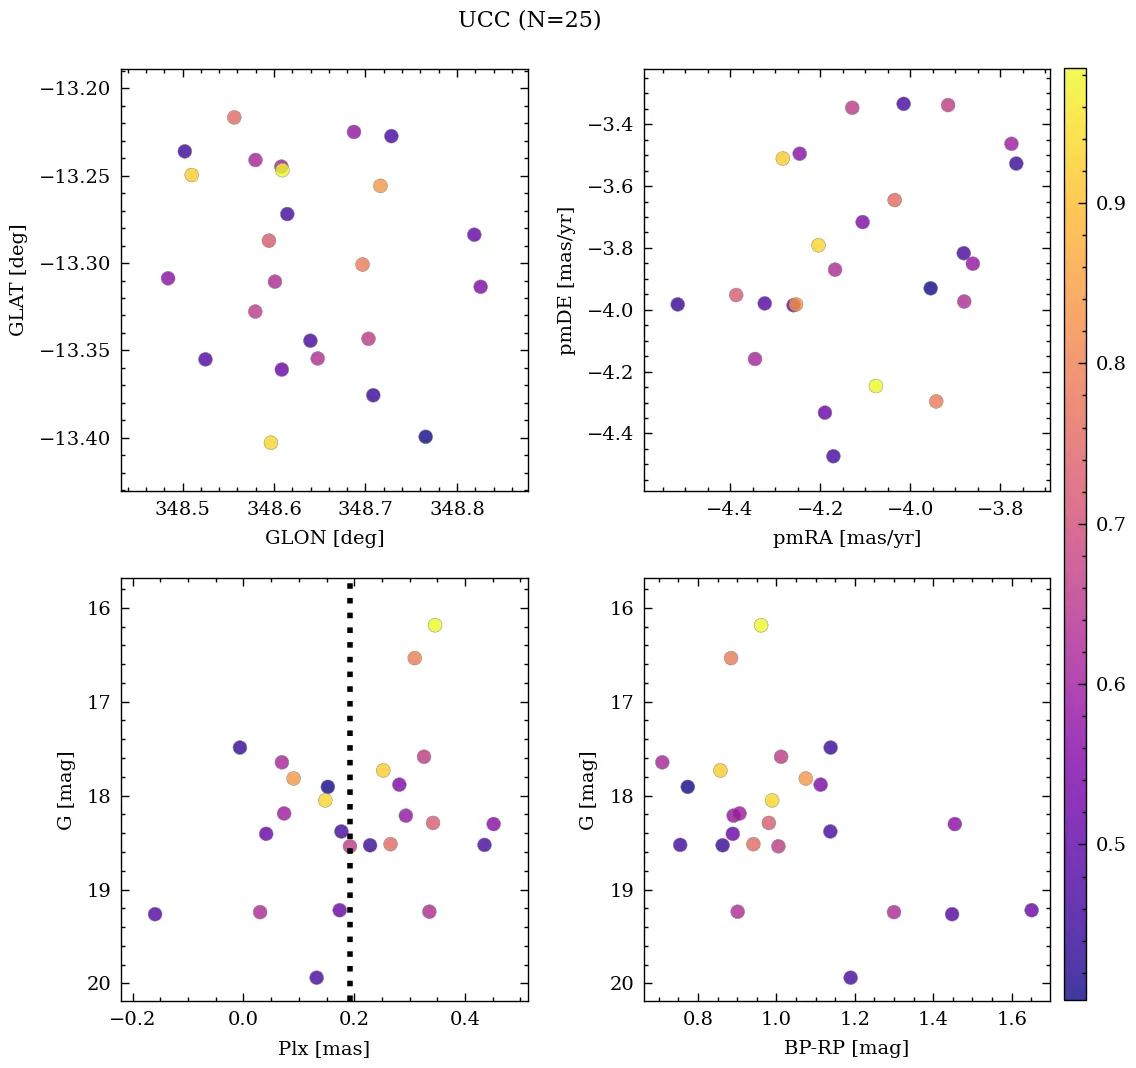 UCC (N=25)
−13.20
−13.25
−13.30
−13.35
−13.40
GLAT [deg]
348.5 348.6 348.7 348.8
GLON [deg]
−3.4
−3.6
−3.8
−4.0
−4.2
−4.4
pmDE [mas/yr]
−4.4 −4.2 −4.0 −3.8
pmRA [mas/yr]
0.9
0.8
0.7
0.6
0.5
16
17
18
19
20
G [mag]
−0.2 0.0 0.2 0.4
Plx [mas]
16
17
18
19
20
G [mag]
0.8 1.0 1.2 1.4 1.6
BP-RP [mag]